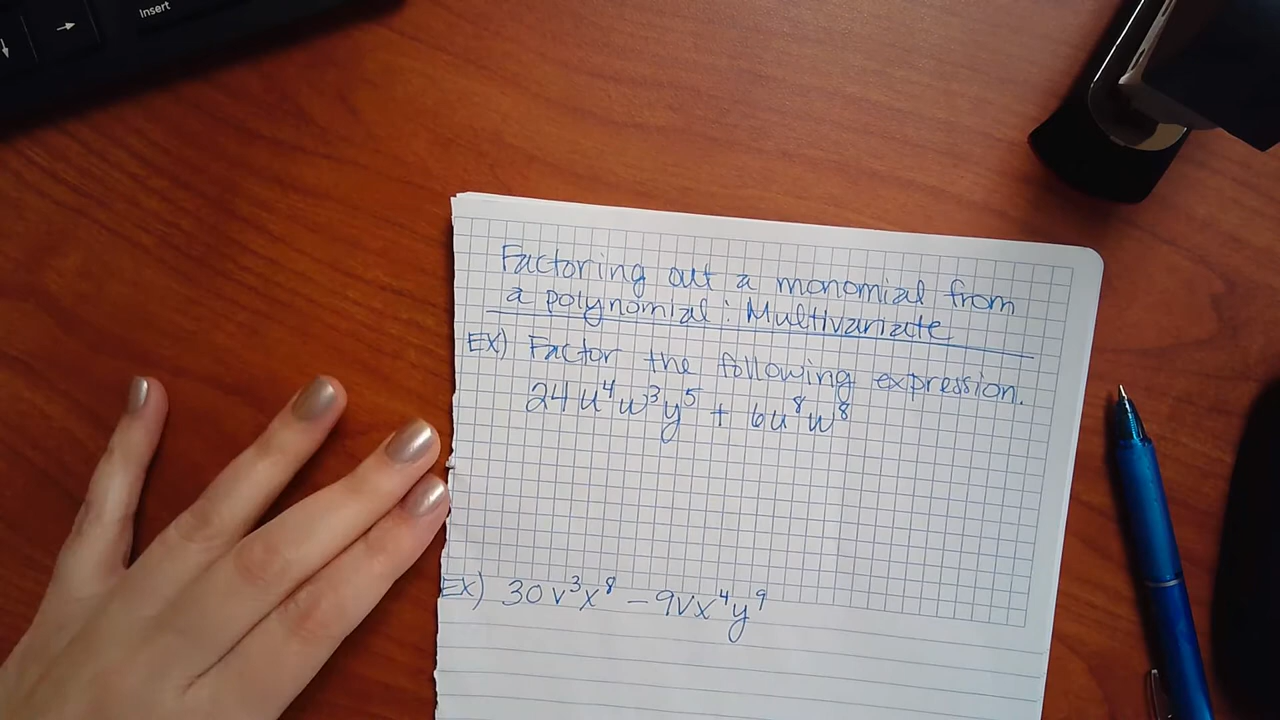 Insert
Factoring out a monomial from
a polynomial: Multivariate
EX) Factor the following expression.
24u⁴w³y⁵ + 6u⁸w⁸
EX) 30v³x⁸ - 9vx⁴y⁹